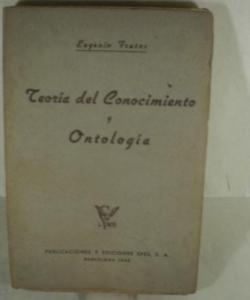 Eugenio Frutos
Teoría del Conocimiento
y
Ontología
PUBLICACIONES Y EDICIONES SPES, S. A.
BARCELONA